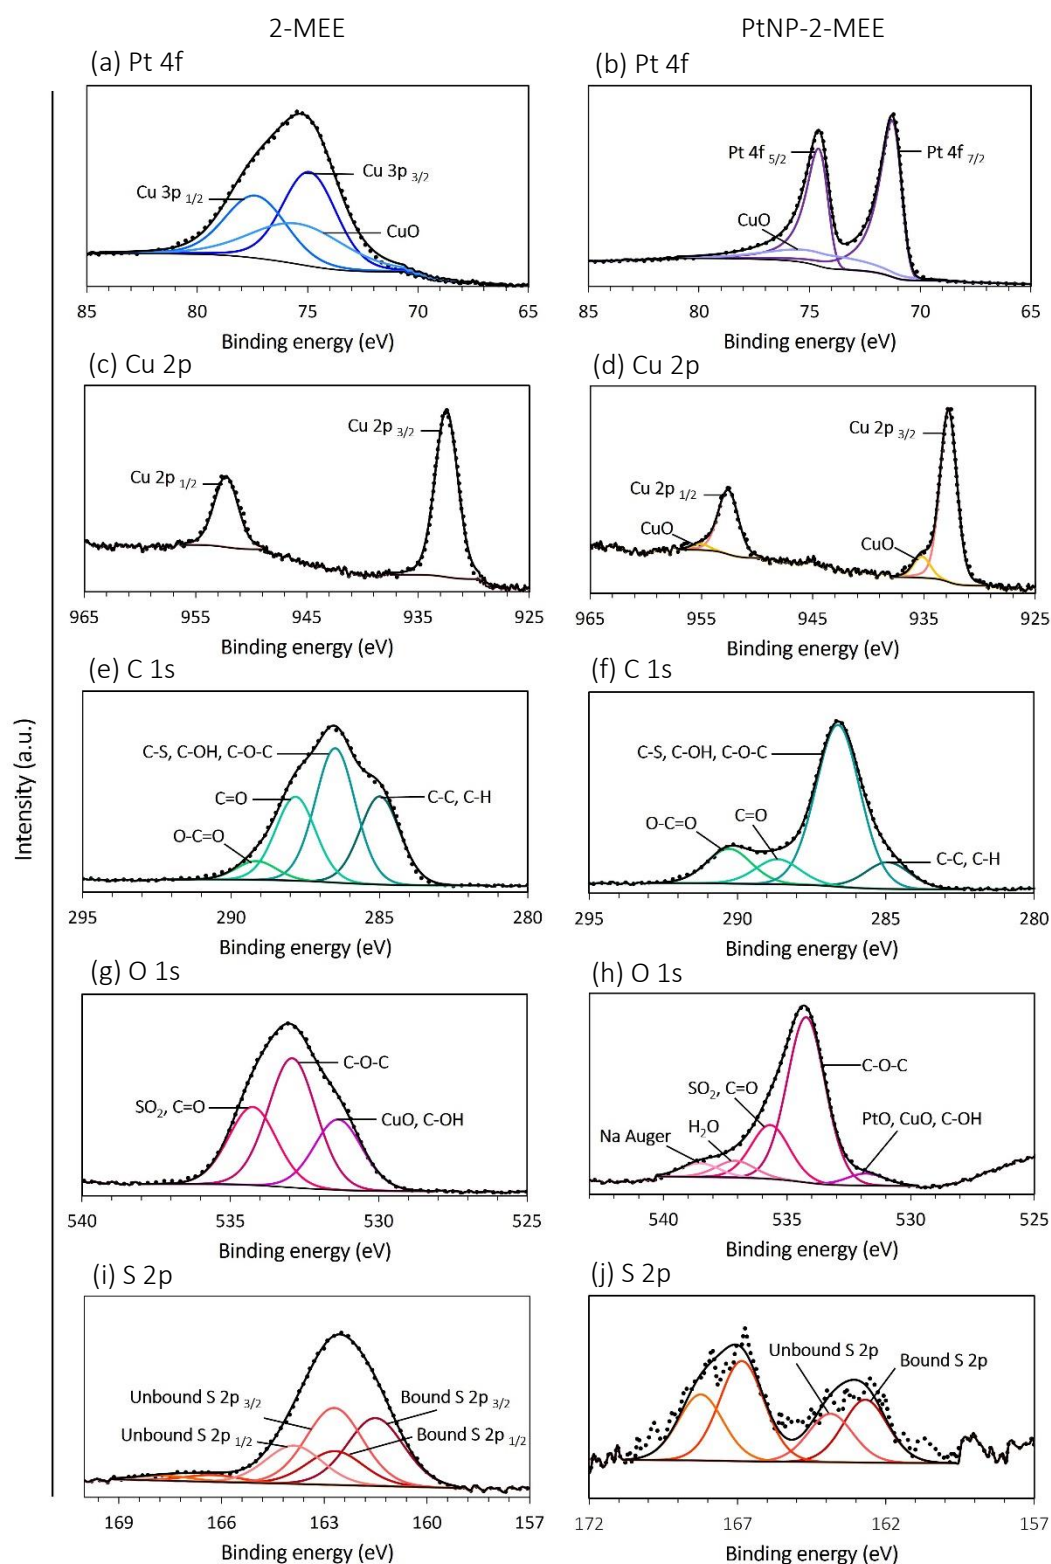 2-MEE
PtNP-2-MEE
(a) Pt 4f
(b) Pt 4f
Cu 3p 1/2
Cu 3p 3/2
CuO
85 80 75 70 65
Binding energy (eV)
Pt 4f 5/2
Pt 4f 7/2
CuO
85 80 75 70 65
Binding energy (eV)
(c) Cu 2p
(d) Cu 2p
Cu 2p 3/2
Cu 2p 1/2
965 955 945 935 925
Binding energy (eV)
Cu 2p 3/2
Cu 2p 1/2
CuO
CuO
965 955 945 935 925
Binding energy (eV)
(e) C 1s
(f) C 1s
Intensity (a.u.)
C-S, C-OH, C-O-C
C=O
O-C=O
C-C, C-H
295 290 285 280
Binding energy (eV)
C-S, C-OH, C-O-C
C=O
O-C=O
C-C, C-H
295 290 285 280
Binding energy (eV)
(g) O 1s
(h) O 1s
C-O-C
SO2, C=O
CuO, C-OH
540 535 530 525
Binding energy (eV)
C-O-C
SO2, C=O
PtO, CuO, C-OH
H2O
Na Auger
540 535 530 525
Binding energy (eV)
(i) S 2p
(j) S 2p
Unbound S 2p 3/2
Bound S 2p 3/2
Unbound S 2p 1/2
Bound S 2p 1/2
169 166 163 160 157
Binding energy (eV)
Unbound S 2p
Bound S 2p
172 167 162 157
Binding energy (eV)